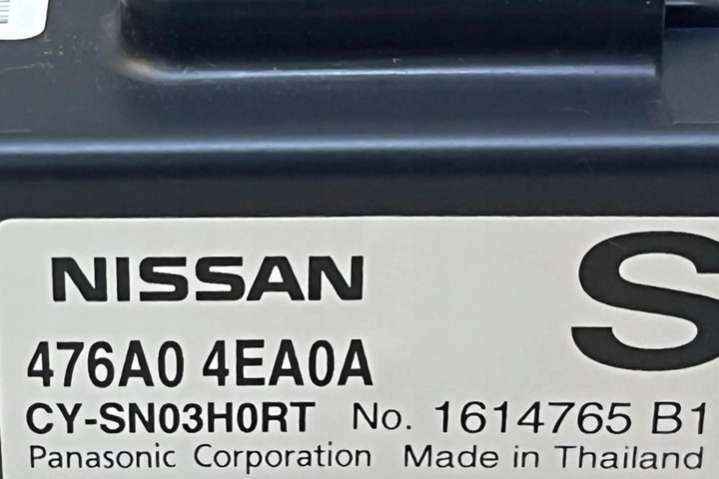 NISSAN
S
476A0 4EA0A
CY-SN03H0RT No. 1614765 B1
Panasonic Corporation Made in Thailand